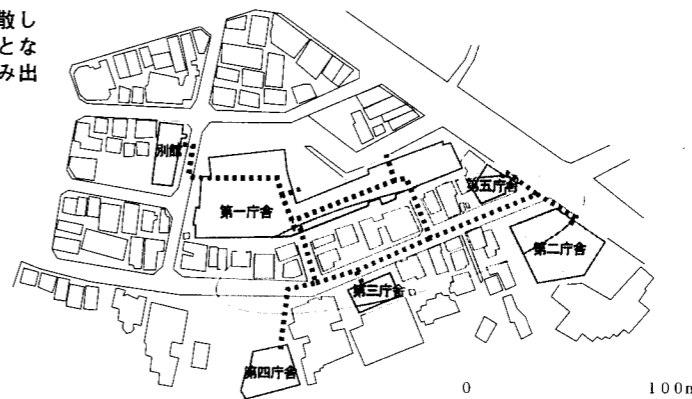 散し
とな
み出
別館
第一庁舎
第五庁舎
第二庁舎
第三庁舎
第四庁舎
0 100m